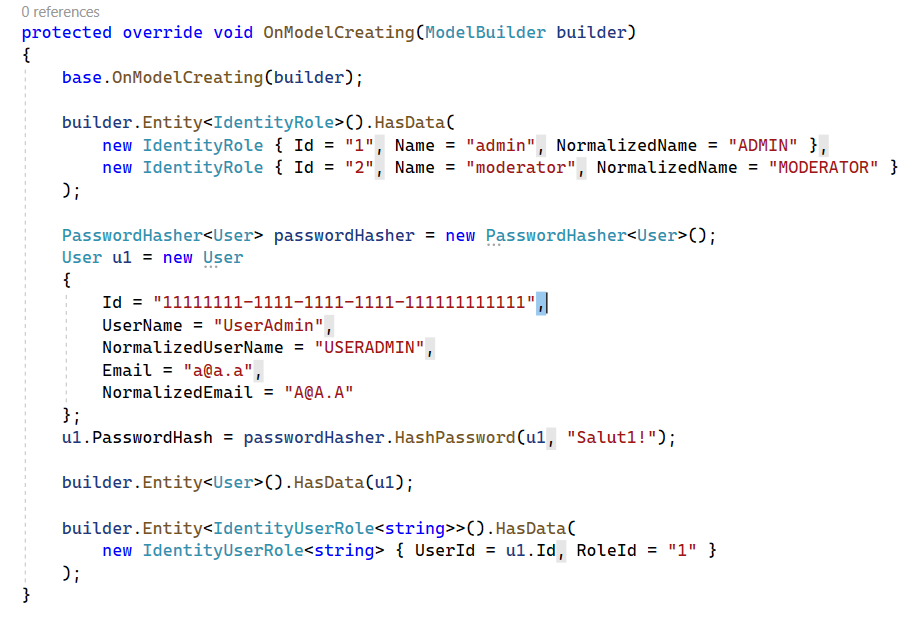 0 references
protected override void OnModelCreating(ModelBuilder builder)
{
    base.OnModelCreating(builder);

    builder.Entity<IdentityRole>().HasData(
        new IdentityRole { Id = "1", Name = "admin", NormalizedName = "ADMIN" },
        new IdentityRole { Id = "2", Name = "moderator", NormalizedName = "MODERATOR" }
    );

    PasswordHasher<User> passwordHasher = new PasswordHasher<User>();
    User u1 = new User
    {
        Id = "11111111-1111-1111-1111-111111111111",
        UserName = "UserAdmin",
        NormalizedUserName = "USERADMIN",
        Email = "a@a.a",
        NormalizedEmail = "A@A.A"
    };
    u1.PasswordHash = passwordHasher.HashPassword(u1, "Salut1!");

    builder.Entity<User>().HasData(u1);

    builder.Entity<IdentityUserRole<string>>().HasData(
        new IdentityUserRole<string> { UserId = u1.Id, RoleId = "1" }
    );
}